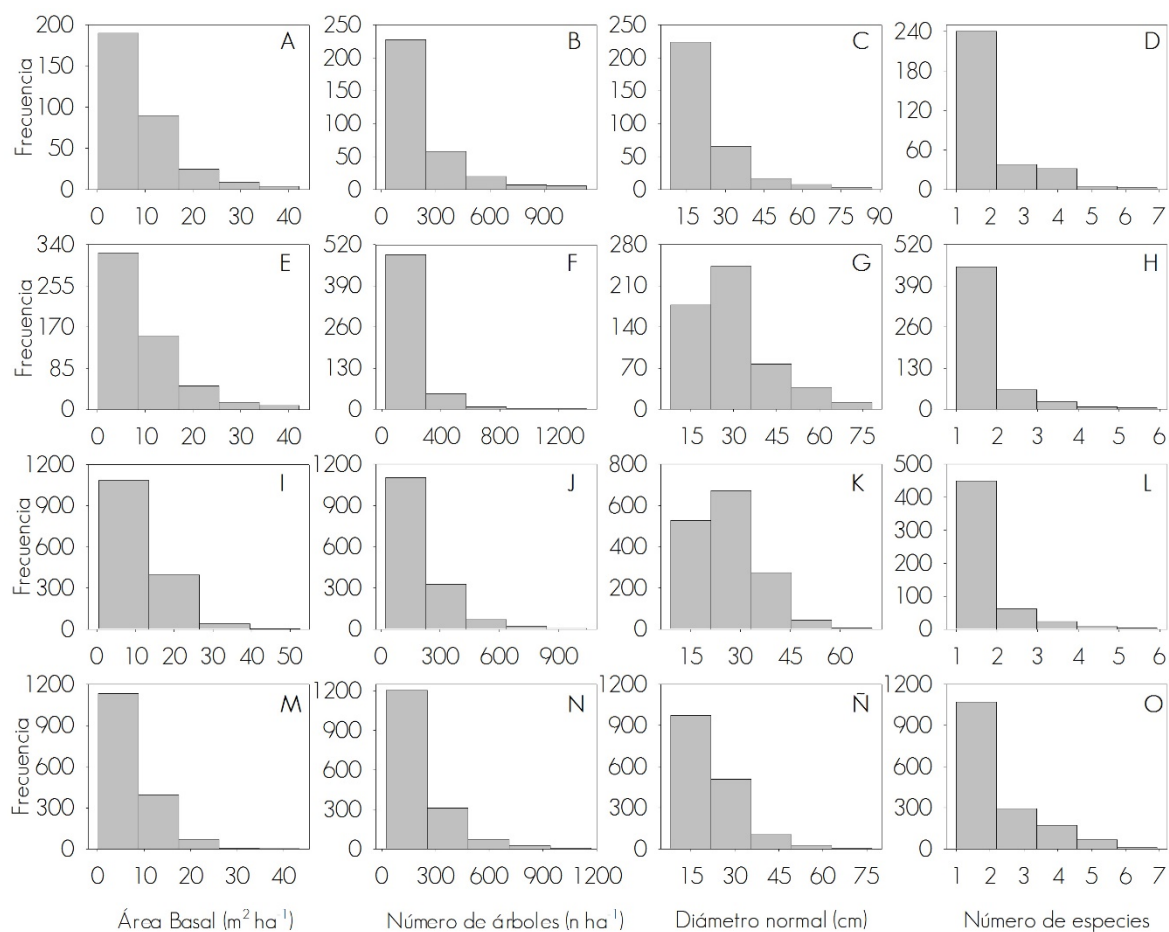 200 A
150
100
50
0
0 10 20 30 40
Frecuencia
250 B
200
150
100
50
0
300 600 900
250 C
200
150
100
50
0
15 30 45 60 75 90
240 D
180
120
60
0
1 2 3 4 5 6 7
340 E
255
170
85
0
0 10 20 30 40
Frecuencia
520 F
390
260
130
0
400 800 1200
280 G
210
140
70
0
15 30 45 60 75
520 H
390
260
130
0
1 2 3 4 5 6
1200 I
900
600
300
0
0 10 20 30 40 50
Frecuencia
1200 J
900
600
300
0
300 600 900
800 K
600
400
200
0
15 30 45 60
500 L
400
300
200
100
0
1 2 3 4 5 6
1200 M
900
600
300
0
0 10 20 30 40
Frecuencia
1200 N
900
600
300
0
0 300 600 900 1200
1200 Ñ
900
600
300
0
15 30 45 60 75
1200 O
900
600
300
0
1 2 3 4 5 6 7
Área Basal (m² ha⁻¹)
Número de árboles (n ha⁻¹)
Diámetro normal (cm)
Número de especies